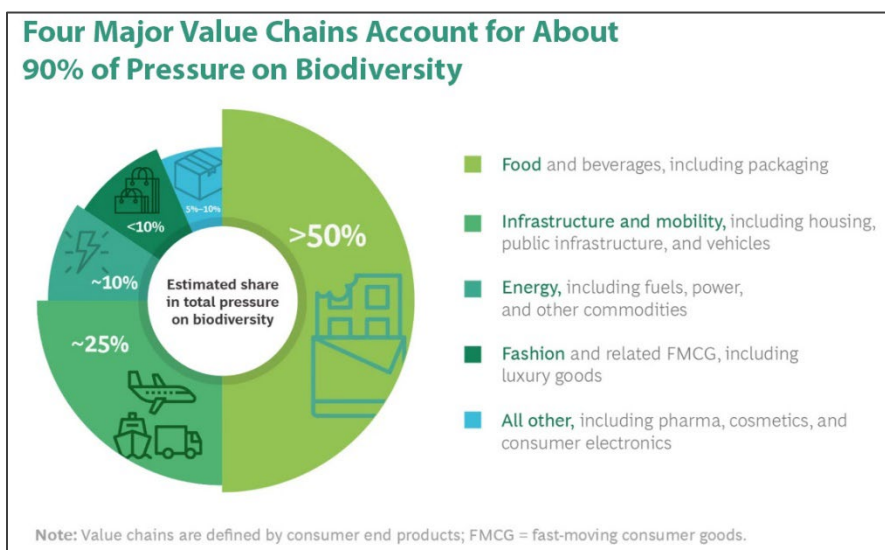 Four Major Value Chains Account for About
90% of Pressure on Biodiversity
>50%
~25%
~10%
<10%
5%–10%
Estimated share
in total pressure
on biodiversity
Food and beverages, including packaging
Infrastructure and mobility, including housing,
public infrastructure, and vehicles
Energy, including fuels, power,
and other commodities
Fashion and related FMCG, including
luxury goods
All other, including pharma, cosmetics, and
consumer electronics
Note: Value chains are defined by consumer end products; FMCG = fast-moving consumer goods.